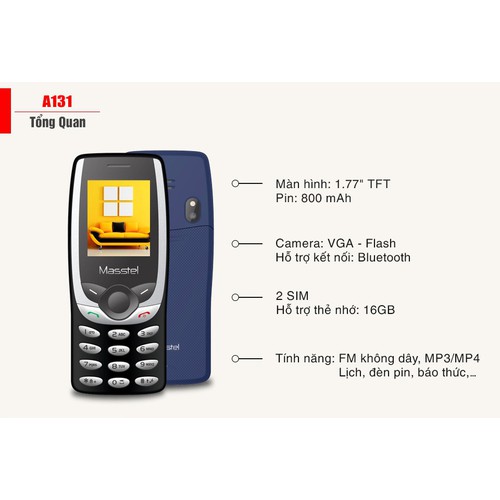 A131
Tổng Quan
Màn hình: 1.77" TFT
Pin: 800 mAh
Camera: VGA - Flash
Hỗ trợ kết nối: Bluetooth
2 SIM
Hỗ trợ thẻ nhớ: 16GB
Tính năng: FM không dây, MP3/MP4
Lịch, đèn pin, báo thức,...
Masstel
sstel